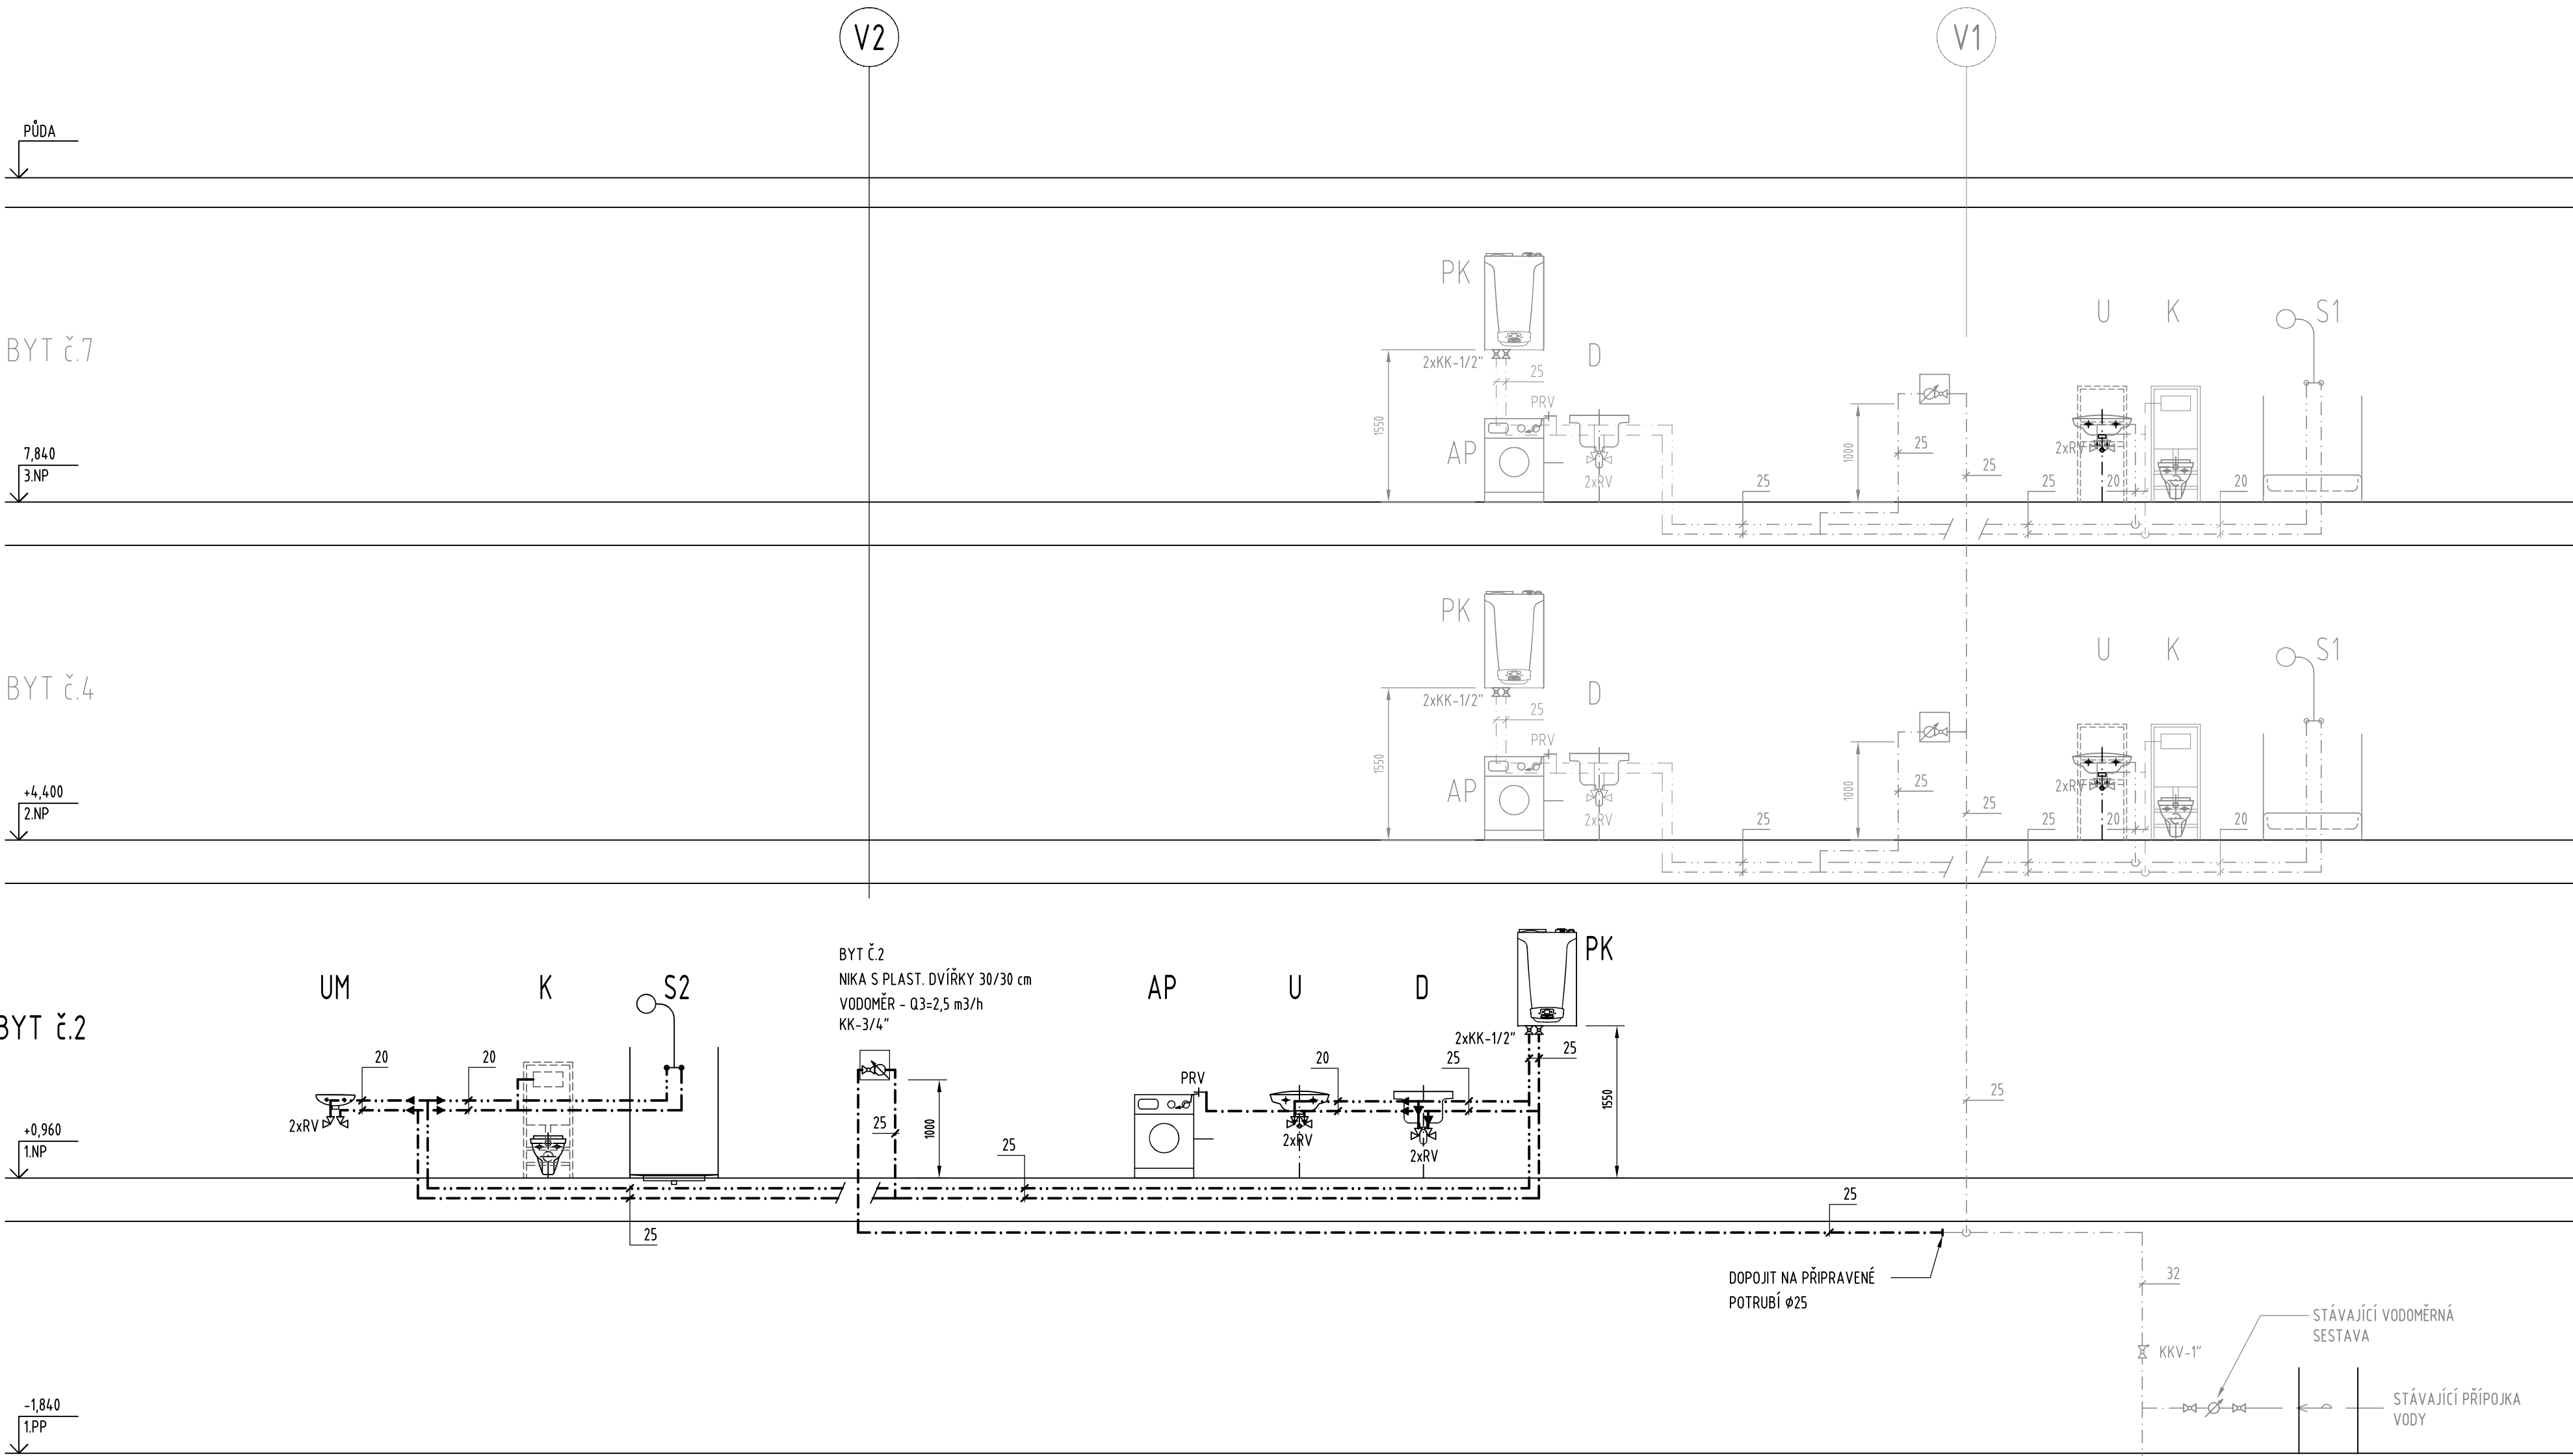 V2
V1
PŮDA
PK
U
K
S1
BYT č.7
2xKK-1/2"
D
25
PRV
1550
1000
AP
25
2xRV
7,840
3.NP
2xRV
25
25
25
20
20
PK
U
K
S1
BYT č.4
2xKK-1/2"
D
25
PRV
1550
1000
AP
25
2xRV
+4,400
2.NP
2xRV
25
25
25
20
20
BYT Č.2
NIKA S PLAST. DVÍŘKY 30/30 cm
VODOMĚR - Q3=2,5 m3/h
KK-3/4"
UM
K
S2
AP
U
D
PK
BYT č.2
2xKK-1/2"
20
20
20
25
25
PRV
1550
25
1000
25
2xRV
2xRV
2xRV
25
+0,960
1.NP
25
25
DOPOJIT NA PŘIPRAVENÉ
POTRUBÍ ϕ25
32
STÁVAJÍCÍ VODOMĚRNÁ
SESTAVA
KKV-1"
STÁVAJÍCÍ PŘÍPOJKA
VODY
-1,840
1.PP